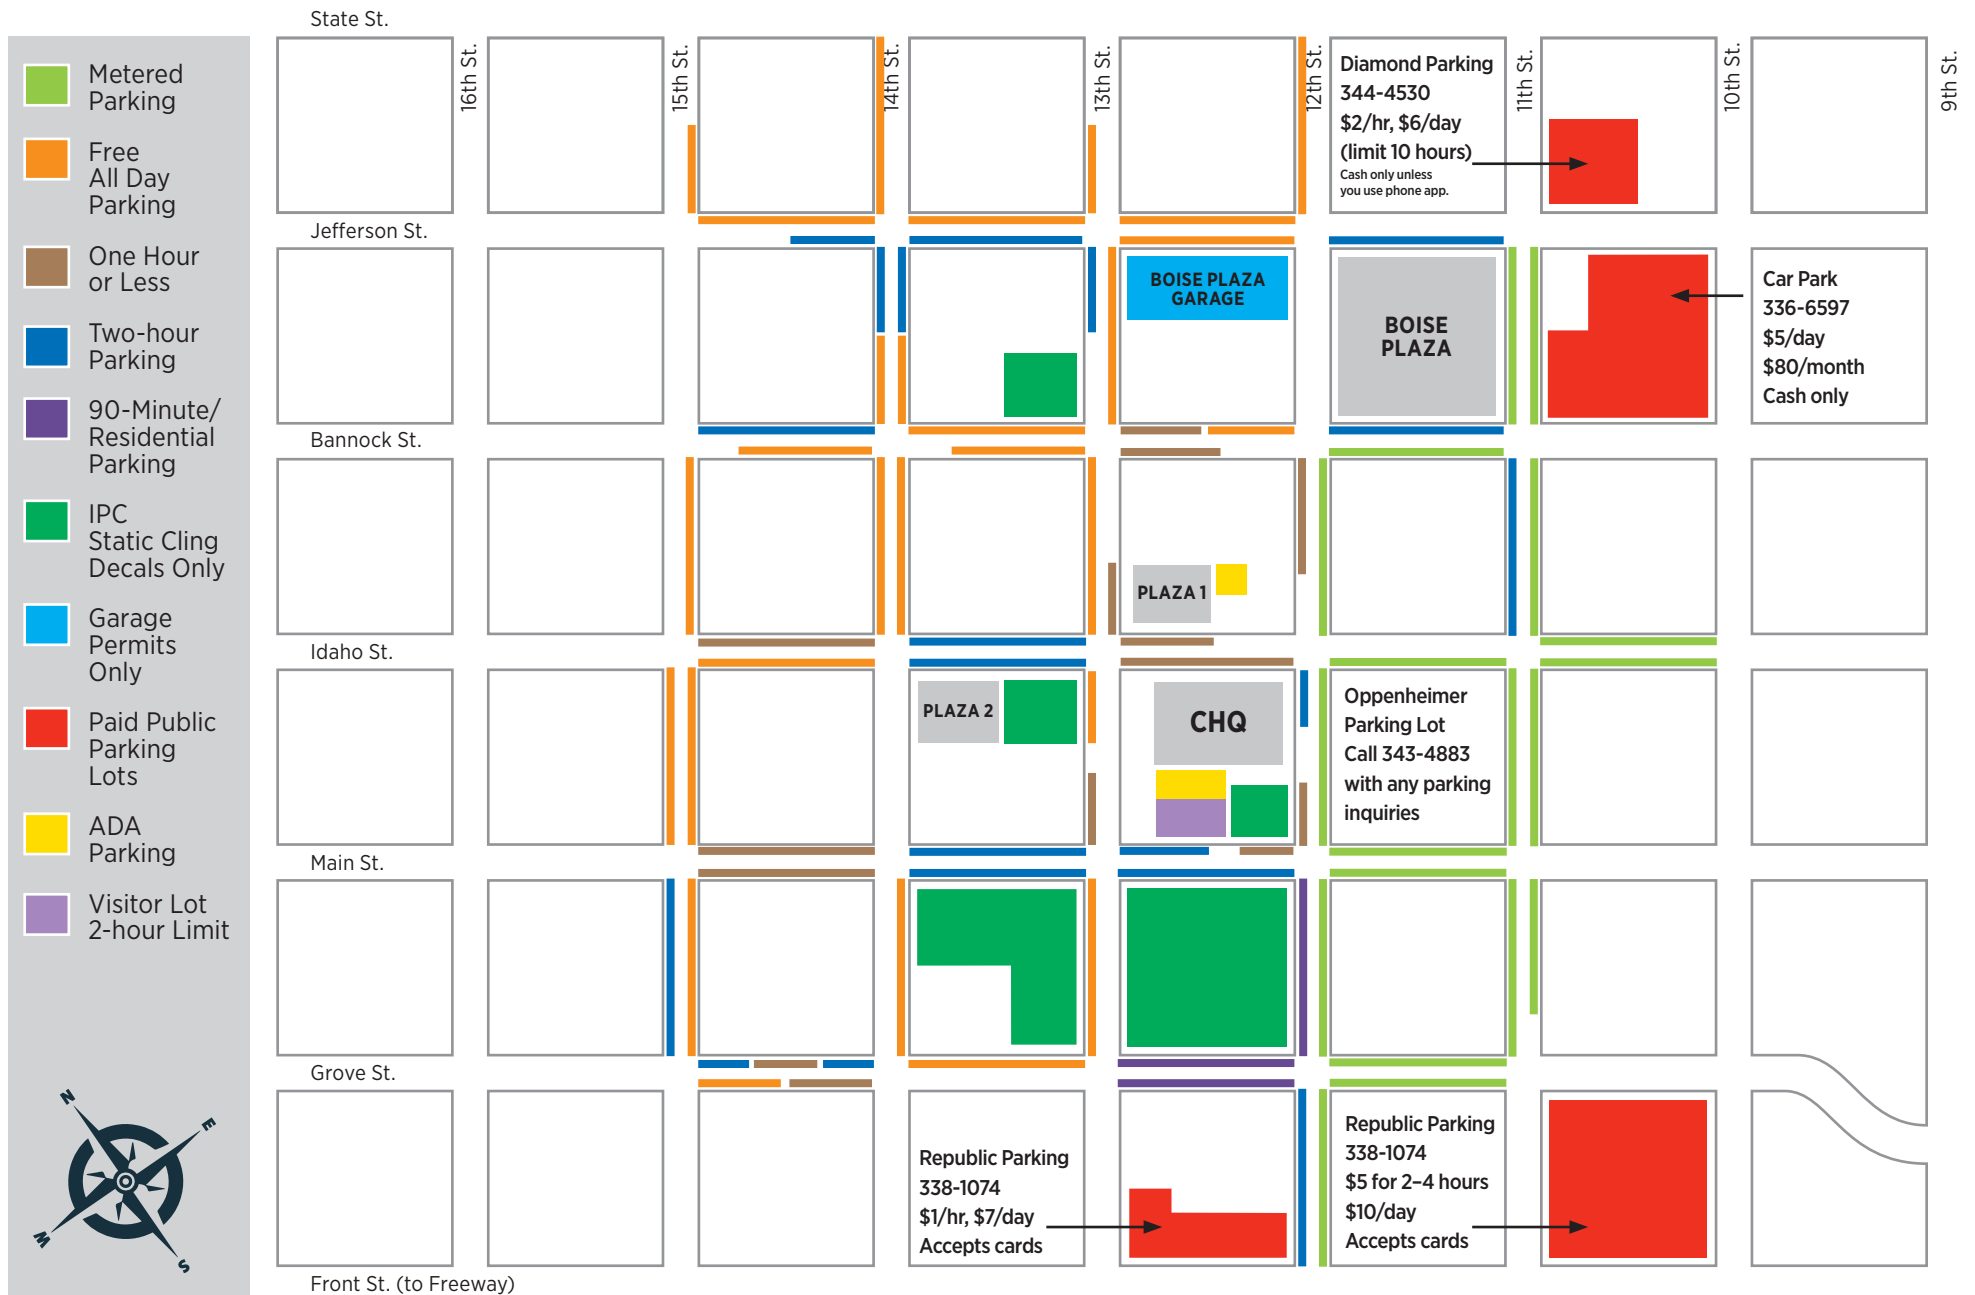 State St.
16th St.
15th St.
14th St.
13th St.
12th St.
11th St.
10th St.
9th St.
Metered
Parking
Free
All Day
Parking
One Hour
or Less
Two-hour
Parking
90-Minute/
Residential
Parking
IPC
Static Cling
Decals Only
Garage
Permits
Only
Paid Public
Parking
Lots
ADA
Parking
Visitor Lot
2-hour Limit
N
E
W
S
Diamond Parking
344-4530
$2/hr, $6/day
(limit 10 hours)
Cash only unless
you use phone app.
Jefferson St.
BOISE PLAZA
GARAGE
BOISE
PLAZA
Car Park
336-6597
$5/day
$80/month
Cash only
Bannock St.
PLAZA 1
Idaho St.
PLAZA 2
CHQ
Oppenheimer
Parking Lot
Call 343-4883
with any parking
inquiries
Main St.
Grove St.
Republic Parking
338-1074
$1/hr, $7/day
Accepts cards
Republic Parking
338-1074
$5 for 2–4 hours
$10/day
Accepts cards
Front St. (to Freeway)